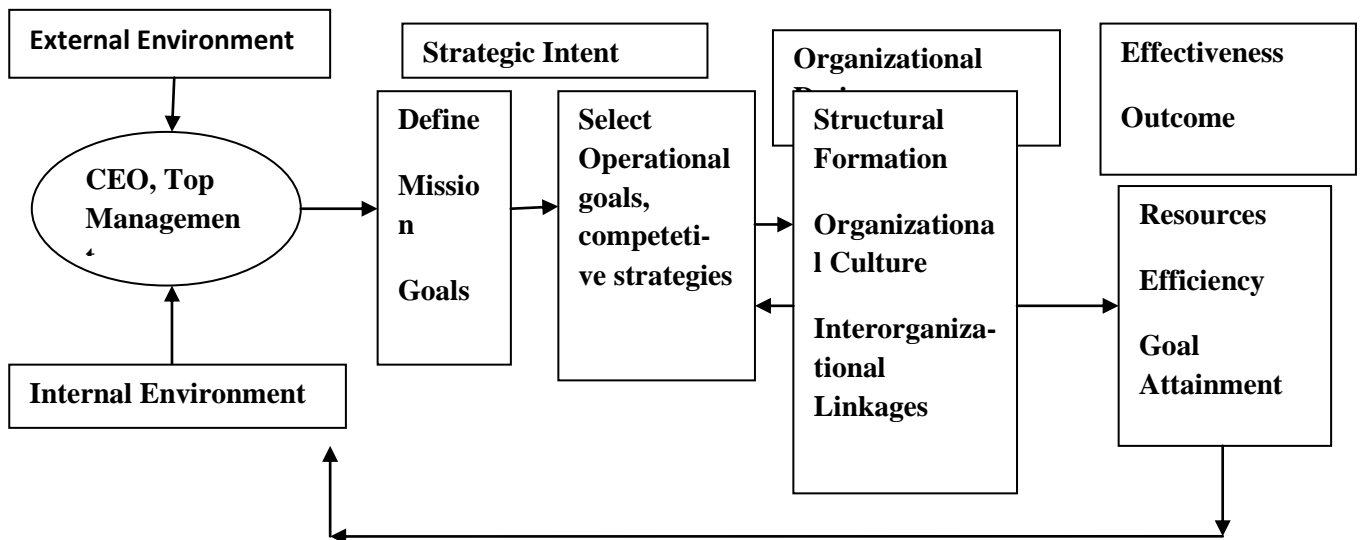 External Environment
Strategic Intent
Organizational
Effectiveness
Outcome
CEO, Top
Managemen
Define
Missio
n
Goals
Select
Operational
goals,
competeti-
ve strategies
Structural
Formation
Organizationa
l Culture
Interorganiza-
tional
Linkages
Resources
Efficiency
Goal
Attainment
Internal Environment